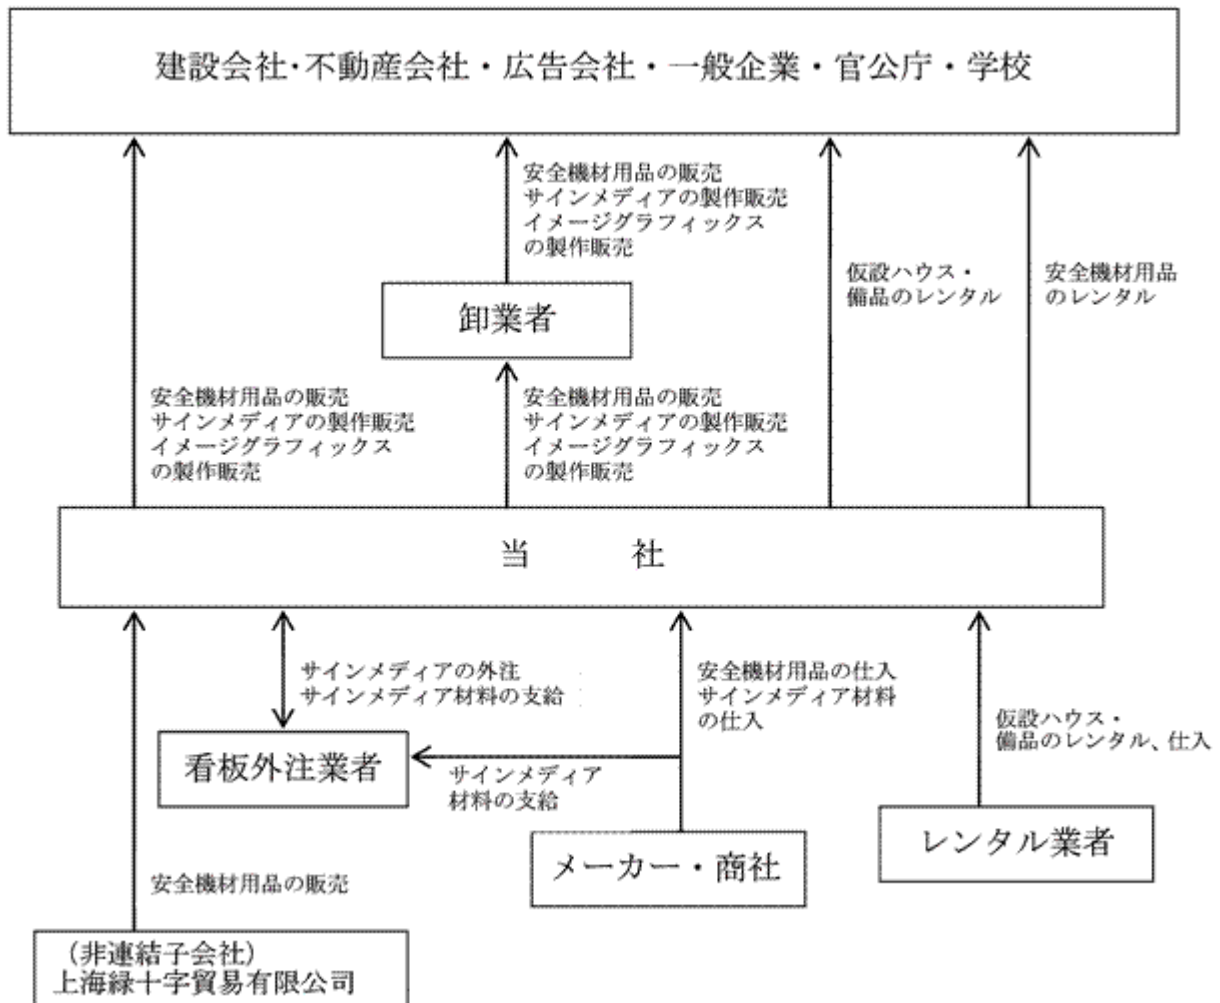 建設会社・不動産会社・広告会社・一般企業・官公庁・学校
安全機材用品の販売
サインメディアの製作販売
イメージグラフィックス
の製作販売
仮設ハウス・
備品のレンタル
安全機材用品
のレンタル
卸業者
安全機材用品の販売
サインメディアの製作販売
イメージグラフィックス
の製作販売
安全機材用品の販売
サインメディアの製作販売
イメージグラフィックス
の製作販売
当社
サインメディアの外注
サインメディア材料の支給
安全機材用品の仕入
サインメディア材料
の仕入
仮設ハウス・
備品のレンタル、仕入
看板外注業者
サインメディア
材料の支給
メーカー・商社
レンタル業者
安全機材用品の販売
（非連結子会社）
上海緑十字貿易有限公司